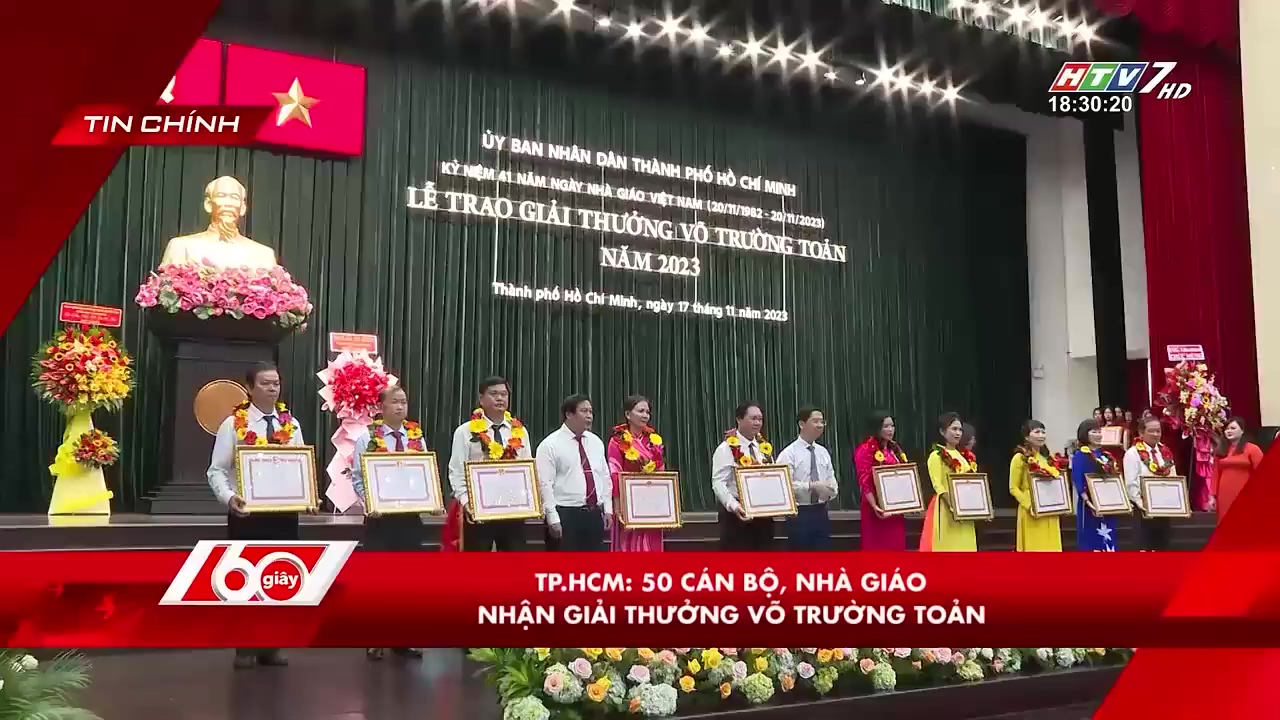 TIN CHÍNH
HTV7 HD
18:30:20
ỦY BAN NHÂN DÂN THÀNH PHỐ HỒ CHÍ MINH
KỶ NIỆM 41 NĂM NGÀY NHÀ GIÁO VIỆT NAM (20/11/1982 - 20/11/2023)
LỄ TRAO GIẢI THƯỞNG VÕ TRƯỜNG TOẢN
NĂM 2023
Thành phố Hồ Chí Minh, ngày 17 tháng 11 năm 2023
60 giây
TP.HCM: 50 CÁN BỘ, NHÀ GIÁO
NHẬN GIẢI THƯỞNG VÕ TRƯỜNG TOẢN